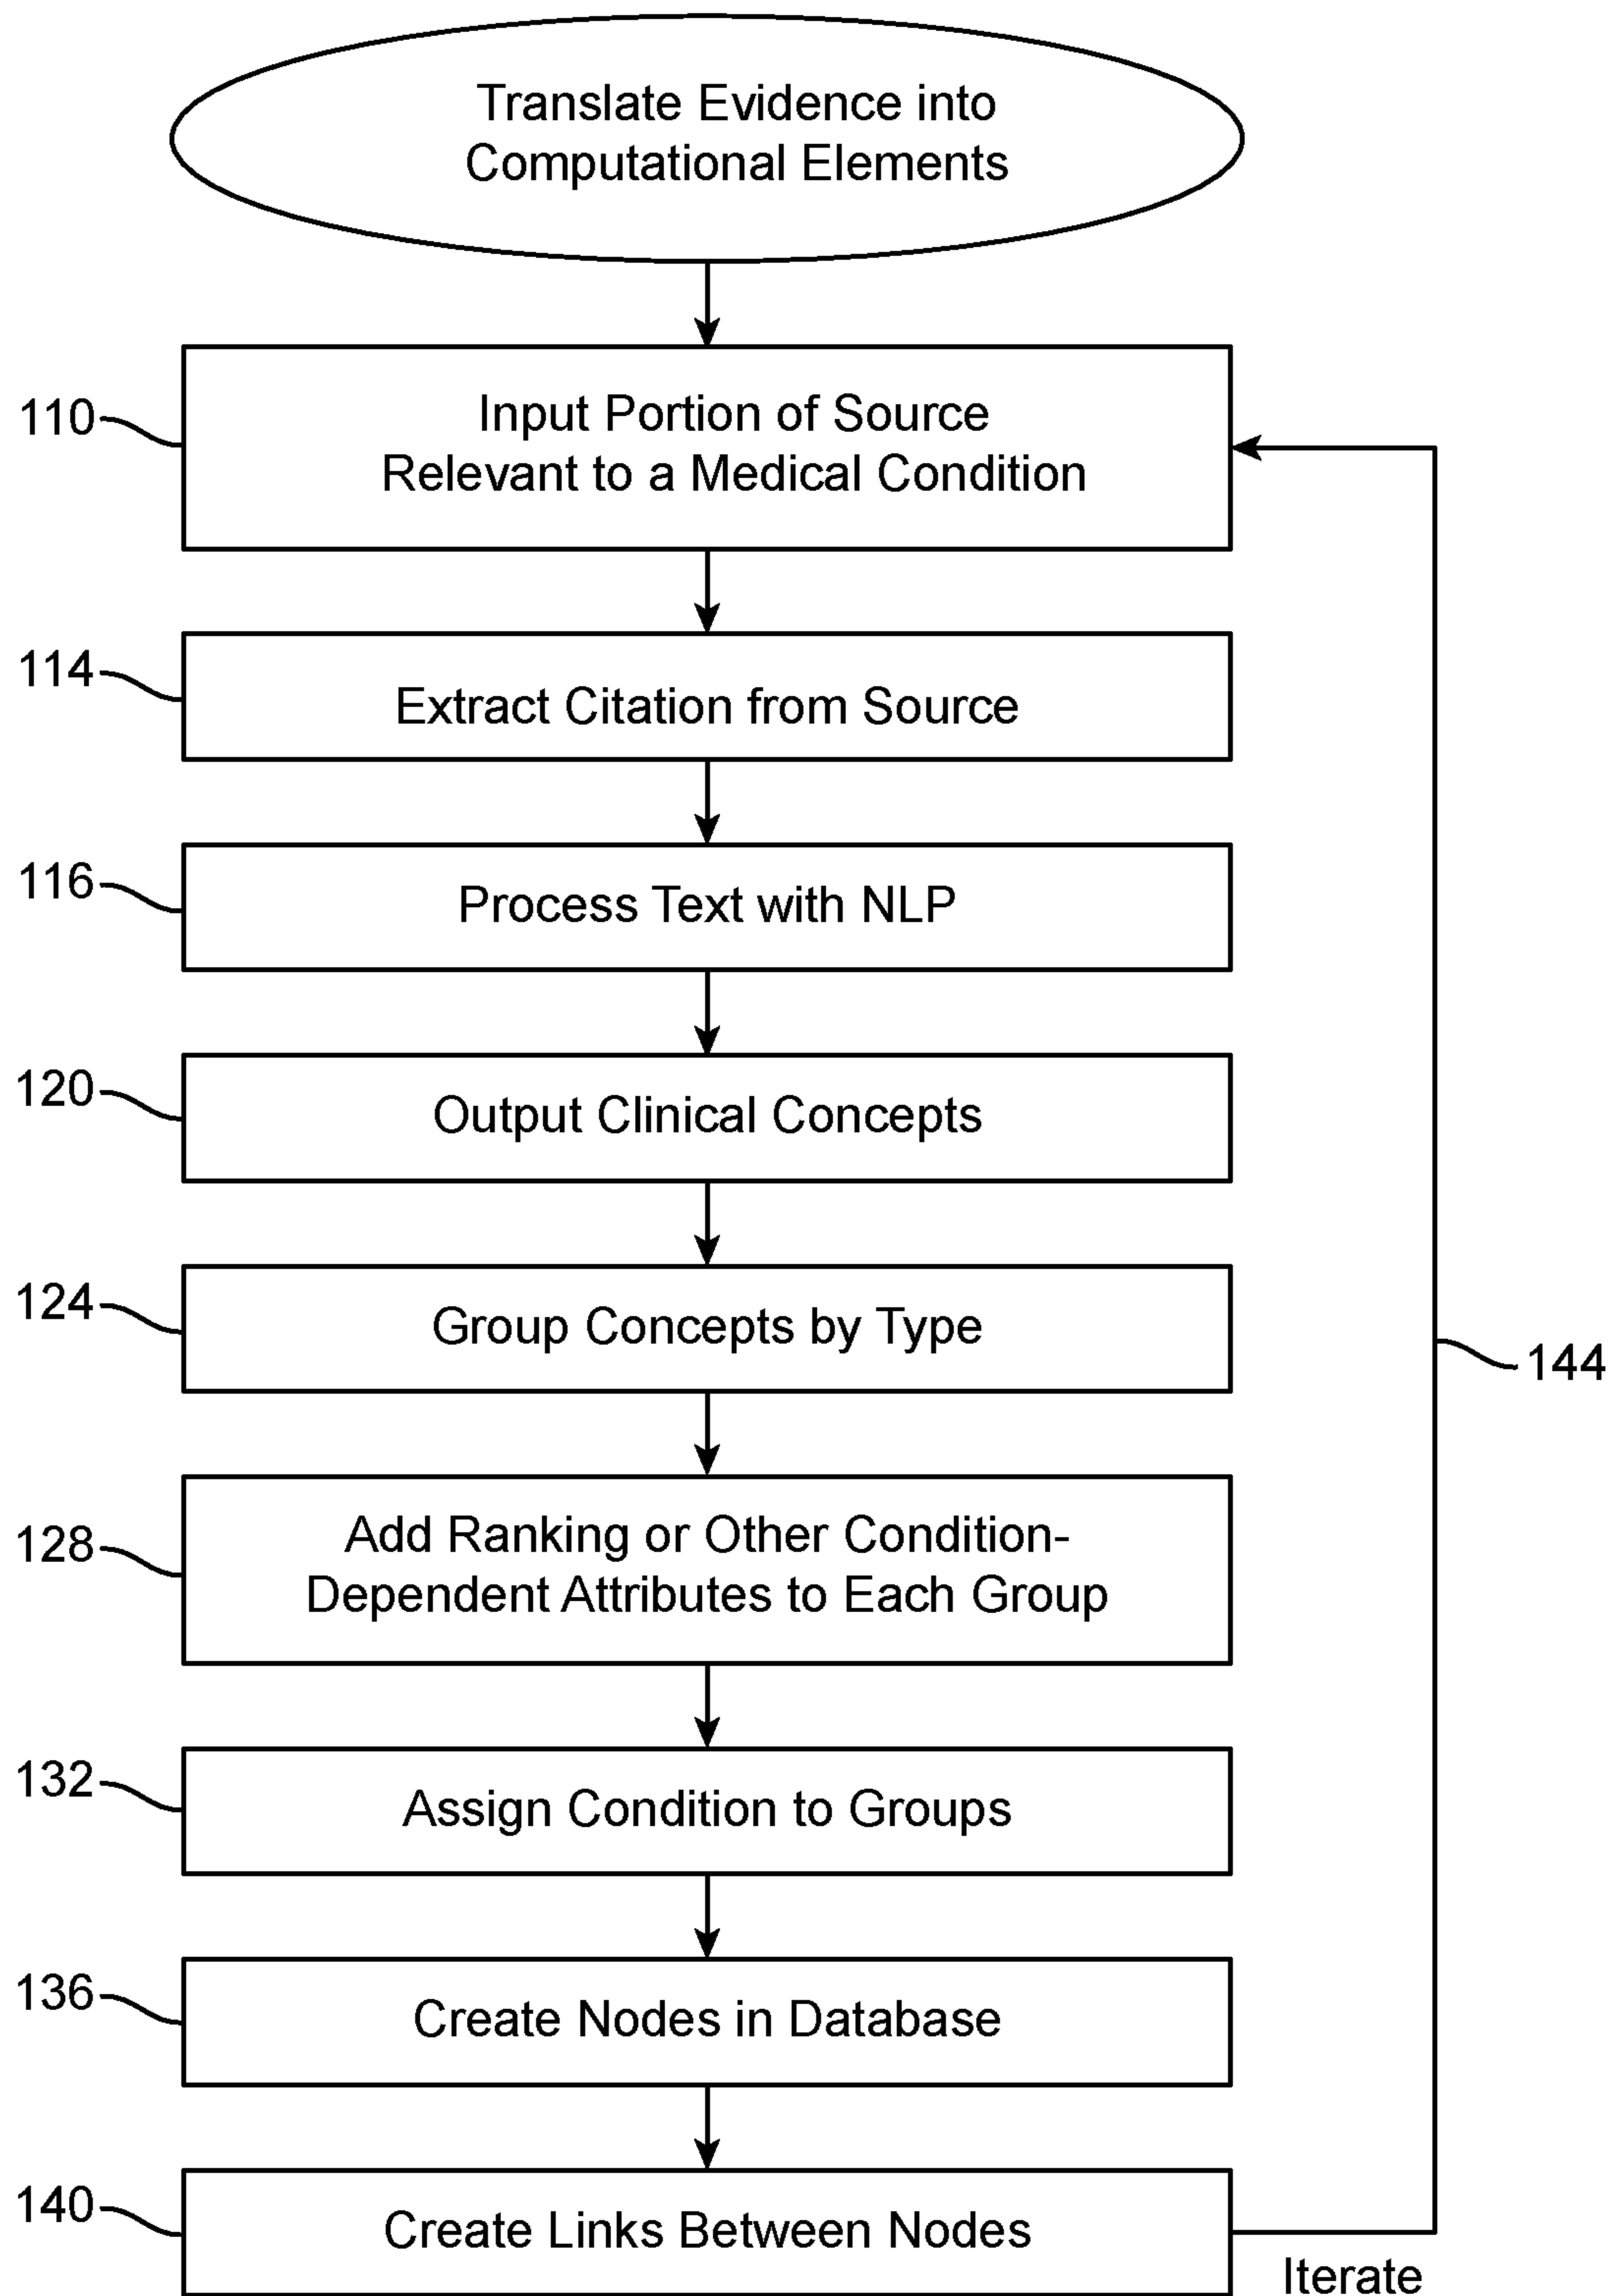 Translate Evidence into
Computational Elements
110
Input Portion of Source
Relevant to a Medical Condition
114
Extract Citation from Source
116
Process Text with NLP
120
Output Clinical Concepts
124
Group Concepts by Type
144
128
Add Ranking or Other Condition-
Dependent Attributes to Each Group
132
Assign Condition to Groups
136
Create Nodes in Database
140
Create Links Between Nodes
Iterate